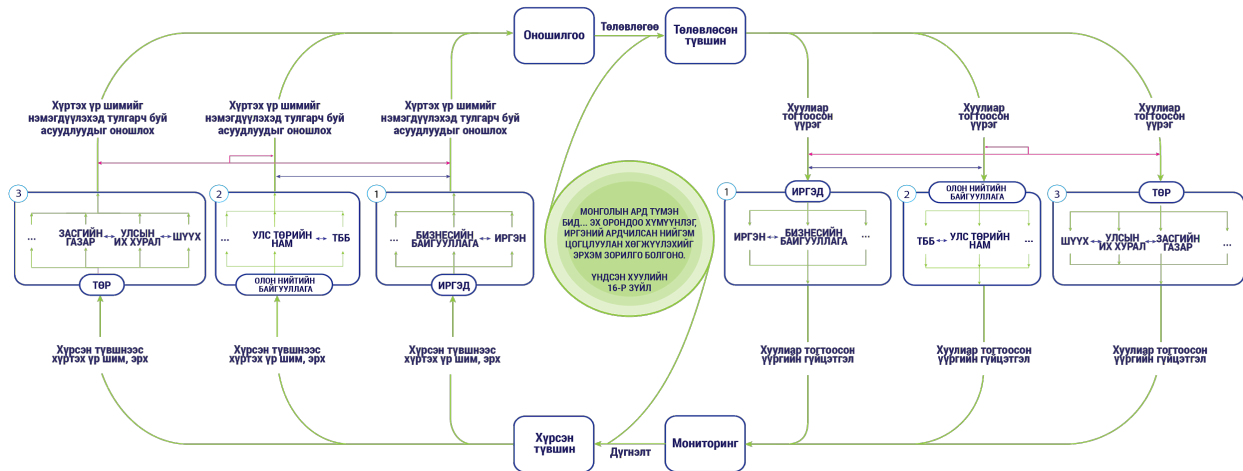 Оношилгоо
Төлөвлөгөө
Төлөвлөсөн
түвшин
Хүртэх үр шимийг
нэмэгдүүлэхэд тулгарч буй
асуудлуудыг оношлох
Хүртэх үр шимийг
нэмэгдүүлэхэд тулгарч буй
асуудлуудыг оношлох
Хүртэх үр шимийг
нэмэгдүүлэхэд тулгарч буй
асуудлуудыг оношлох
Хуулиар
тогтоосон
үүрэг
Хуулиар
тогтоосон
үүрэг
Хуулиар
тогтоосон
үүрэг
3
...
ЗАСГИЙН
ГАЗАР
УЛСЫН
ИХ ХУРАЛ
ШҮҮХ
ТӨР
2
...
УЛС ТӨРИЙН
НАМ
ТББ
ОЛОН НИЙТИЙН
БАЙГУУЛЛАГА
1
...
БИЗНЕСИЙН
БАЙГУУЛЛАГА
ИРГЭН
ИРГЭД
МОНГОЛЫН АРД ТҮМЭН
БИД... ЭХ ОРОНДОО ХҮМҮҮНЛЭГ,
ИРГЭНИЙ АРДЧИЛСАН НИЙГЭМ
ЦОГЦЛУУЛАН ХӨГЖҮҮЛЭХИЙГ
ЭРХЭМ ЗОРИЛГО БОЛГОНО.
ҮНДСЭН ХУУЛИЙН
16-Р ЗҮЙЛ
1
ИРГЭД
ИРГЭН
БИЗНЕСИЙН
БАЙГУУЛЛАГА
...
2
ОЛОН НИЙТИЙН
БАЙГУУЛЛАГА
ТББ
УЛС ТӨРИЙН
НАМ
...
3
ТӨР
ШҮҮХ
УЛСЫН
ИХ ХУРАЛ
ЗАСГИЙН
ГАЗАР
...
Хүрсэн түвшнээс
хүртэх үр шим, эрх
Хүрсэн түвшнээс
хүртэх үр шим, эрх
Хүрсэн түвшнээс
хүртэх үр шим, эрх
Хуулиар тогтоосон
үүргийн гүйцэтгэл
Хуулиар тогтоосон
үүргийн гүйцэтгэл
Хуулиар тогтоосон
үүргийн гүйцэтгэл
Хүрсэн
түвшин
Дүгнэлт
Мониторинг